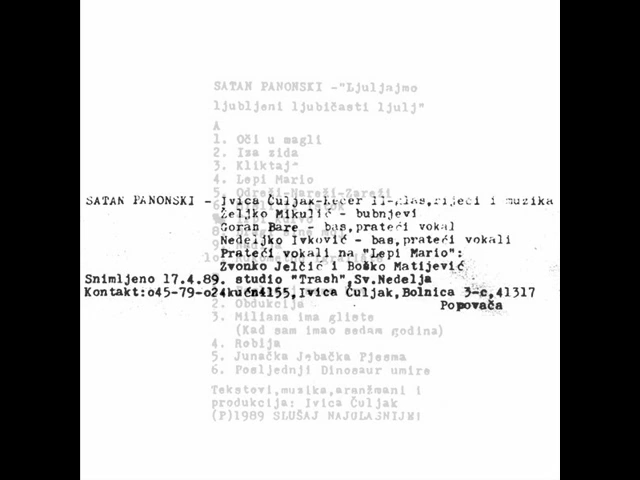 SATAN PANONSKI -"Ljuljajmo
ljubljeni ljubičasti ljulj"
A
1. Oči u magli
2. Iza zida
3. Kliktaj
4. Lepi Mario
5. Odreži-Nareži-Zareži
SATAN PANONSKI - Ivica Čuljak-Kečer II-glas,riječi i muzika
Željko Mikulić - bubnjevi
Goran Bare - bas,prateći vokal
Nedeljko Ivković - bas,prateći vokali
Prateći vokali na "Lepi Mario":
Zvonko Jelčić i Boško Matijević
Snimljeno 17.4.89. studio "Trash",Sv.Nedelja
Kontakt:o45-79-o24kućni155,Ivica Čuljak,Bolnica 3-c,41317
Popovača
2. Obdukcija
3. Miliana ima gliste
(Kad sam imao sedam godina)
4. Robija
5. Junačka Jebačka Pjesma
6. Posljednji Dinosaur umire
Tekstovi,muzika,aranžmani i
produkcija: Ivica Čuljak
(P)1989 SLUŠAJ NAJGLASNIJE!